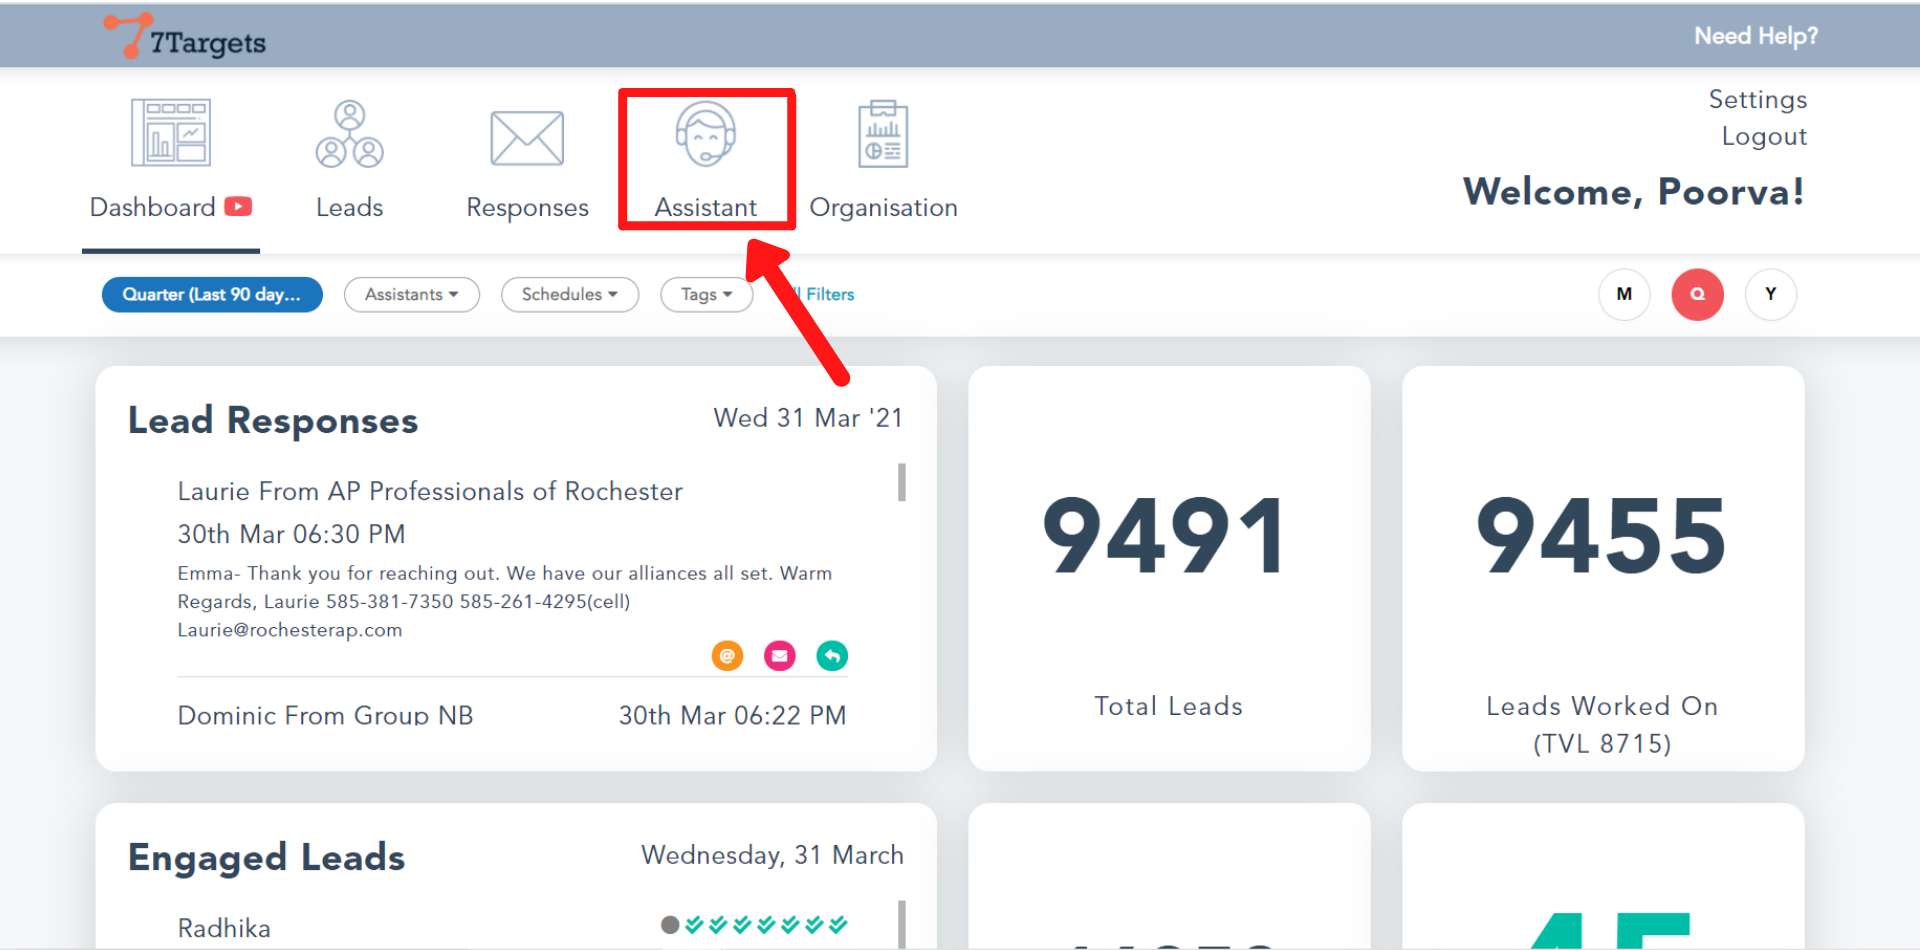 7Targets
Need Help?
Settings
Logout
Dashboard
Leads
Responses
Assistant
Organisation
Welcome, Poorva!
Quarter (Last 90 day...
Assistants
Schedules
Tags
Filters
M
Q
Y
Lead Responses
Wed 31 Mar '21
Laurie From AP Professionals of Rochester
30th Mar 06:30 PM
Emma- Thank you for reaching out. We have our alliances all set. Warm
Regards, Laurie 585-381-7350 585-261-4295(cell)
Laurie@rochesterap.com
@
Dominic From Group NB
30th Mar 06:22 PM
9491
Total Leads
9455
Leads Worked On
(TVL 8715)
Engaged Leads
Wednesday, 31 March
Radhika
45